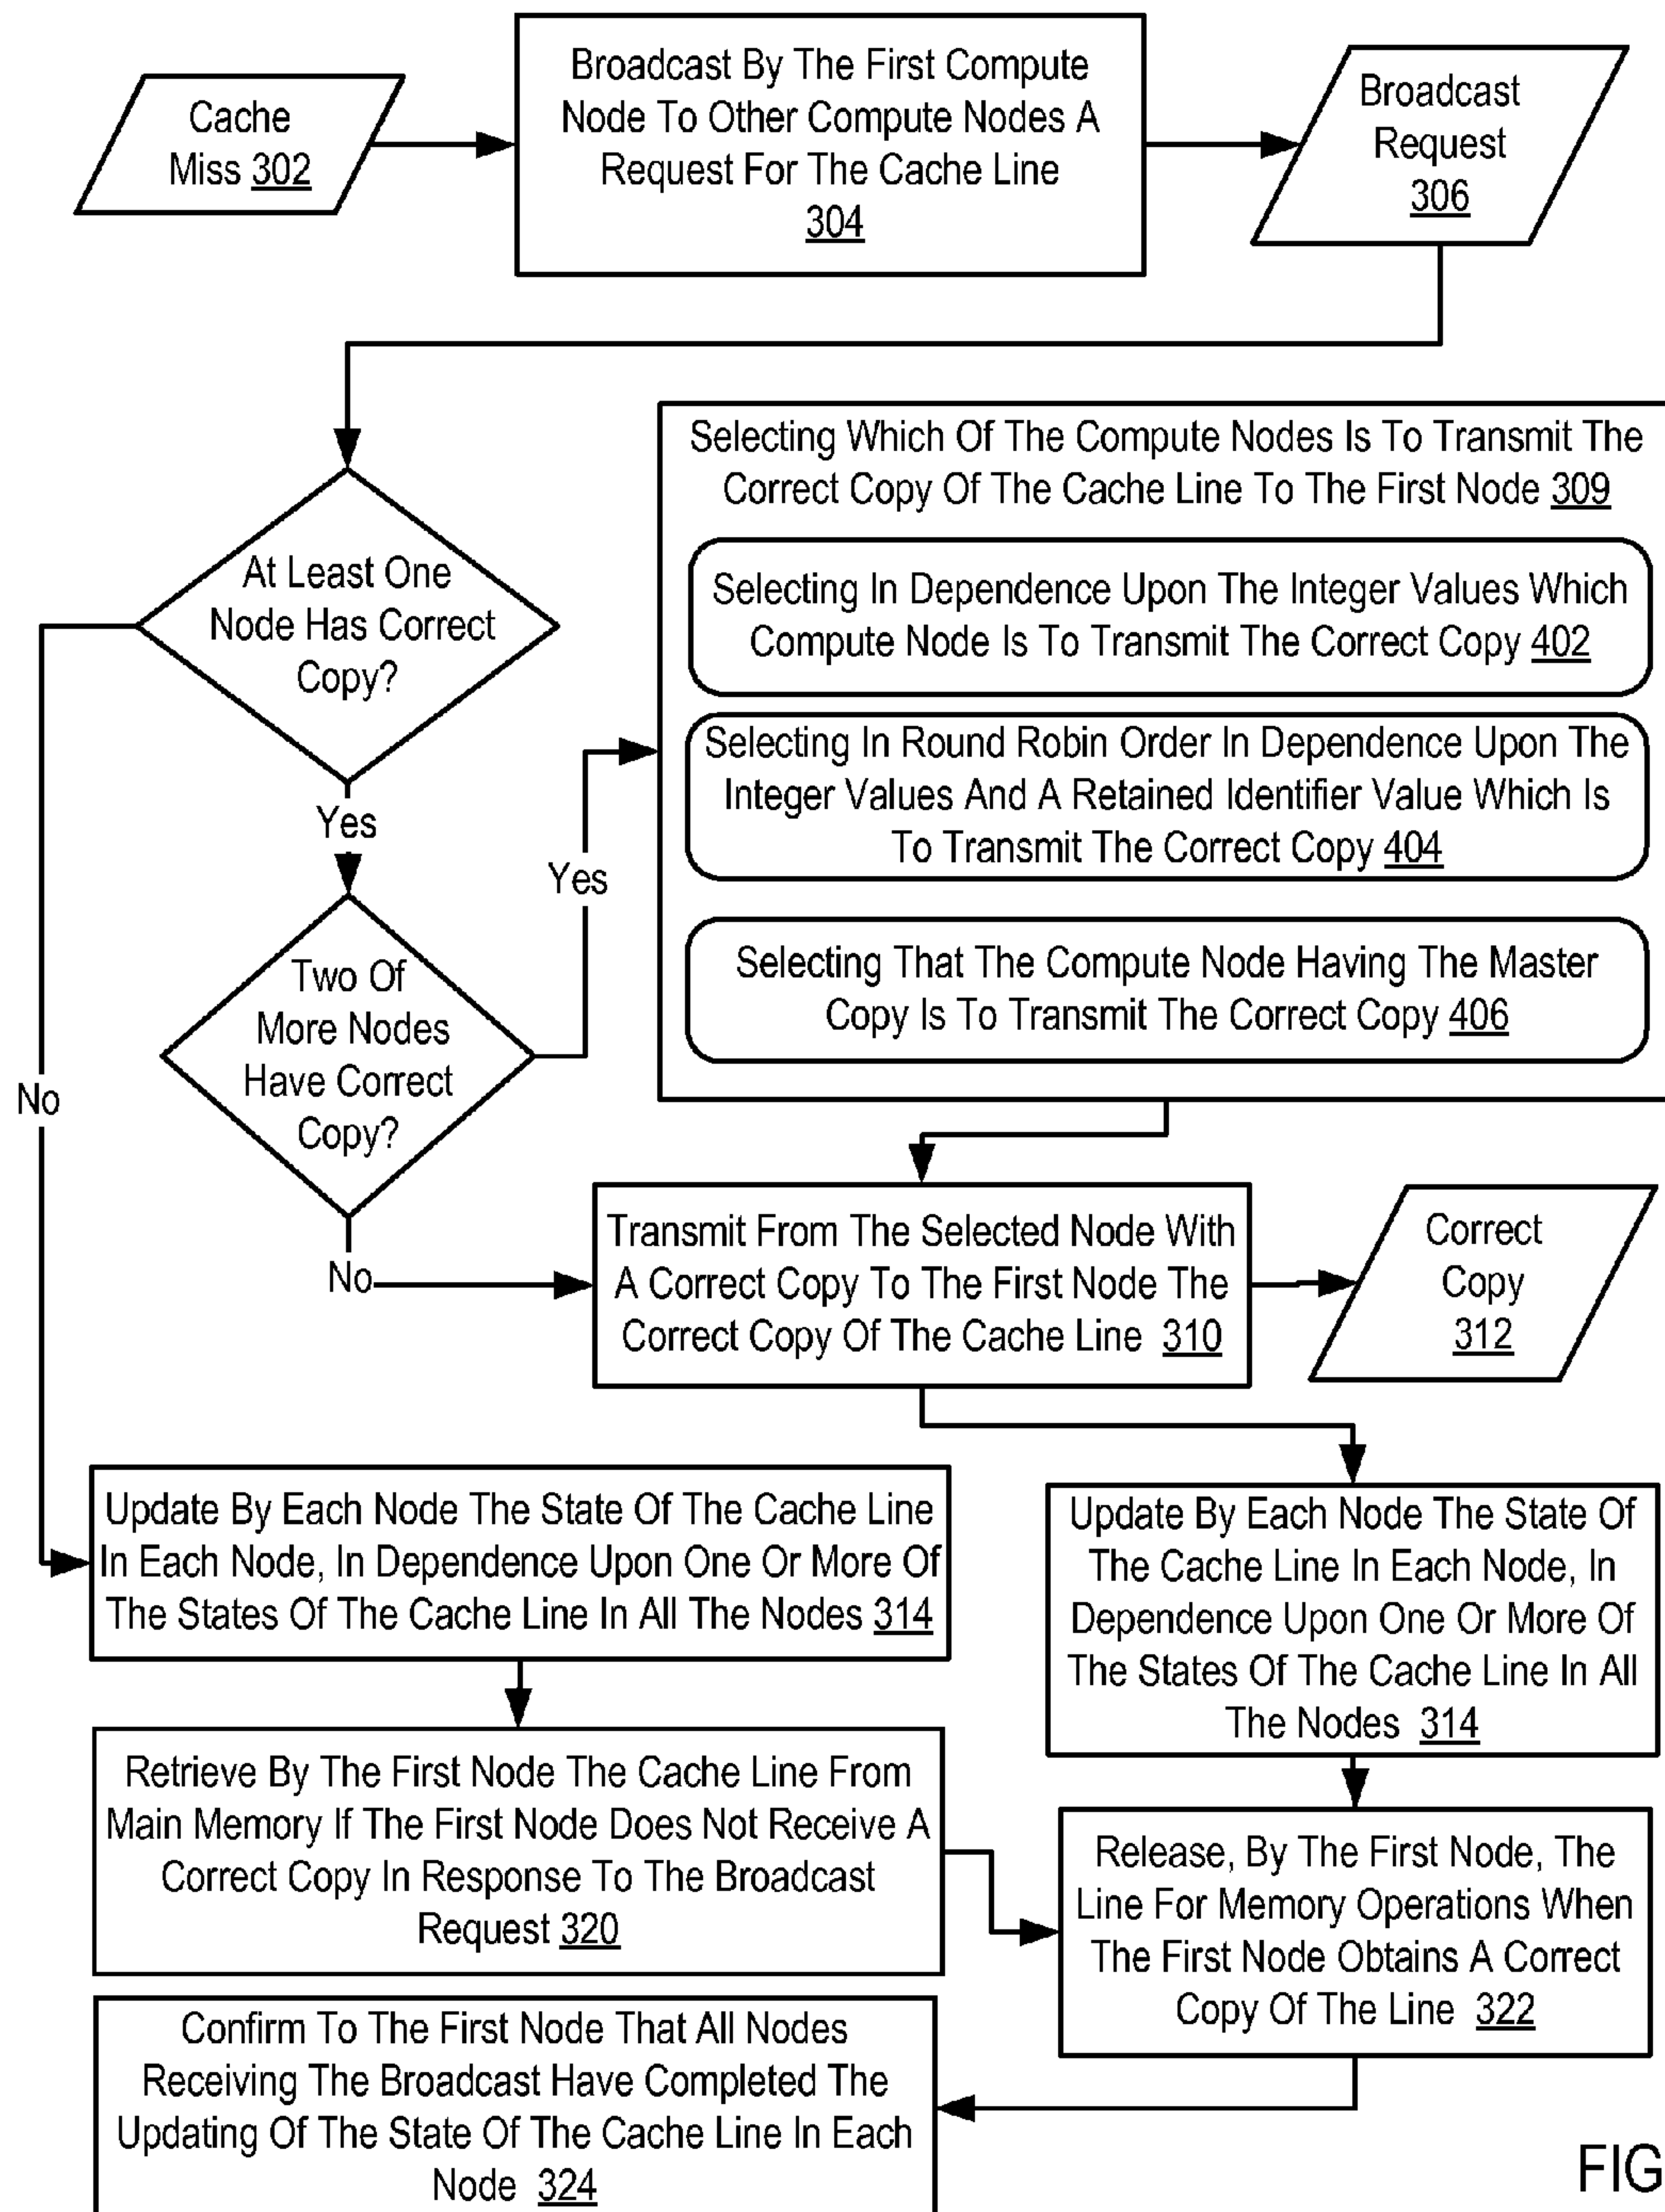 Cache
Miss 302
Broadcast By The First Compute
Node To Other Compute Nodes A
Request For The Cache Line
304
Broadcast
Request
306
At Least One
Node Has Correct
Copy?
Yes
No
Two Of
More Nodes
Have Correct
Copy?
Yes
No
Selecting Which Of The Compute Nodes Is To Transmit The
Correct Copy Of The Cache Line To The First Node 309
Selecting In Dependence Upon The Integer Values Which
Compute Node Is To Transmit The Correct Copy 402
Selecting In Round Robin Order In Dependence Upon The
Integer Values And A Retained Identifier Value Which Is
To Transmit The Correct Copy 404
Selecting That The Compute Node Having The Master
Copy Is To Transmit The Correct Copy 406
Transmit From The Selected Node With
A Correct Copy To The First Node The
Correct Copy Of The Cache Line 310
Correct
Copy
312
Update By Each Node The State Of The Cache Line
In Each Node, In Dependence Upon One Or More Of
The States Of The Cache Line In All The Nodes 314
Update By Each Node The State Of
The Cache Line In Each Node, In
Dependence Upon One Or More Of
The States Of The Cache Line In All
The Nodes 314
Retrieve By The First Node The Cache Line From
Main Memory If The First Node Does Not Receive A
Correct Copy In Response To The Broadcast
Request 320
Release, By The First Node, The
Line For Memory Operations When
The First Node Obtains A Correct
Copy Of The Line 322
Confirm To The First Node That All Nodes
Receiving The Broadcast Have Completed The
Updating Of The State Of The Cache Line In Each
Node 324
FIG